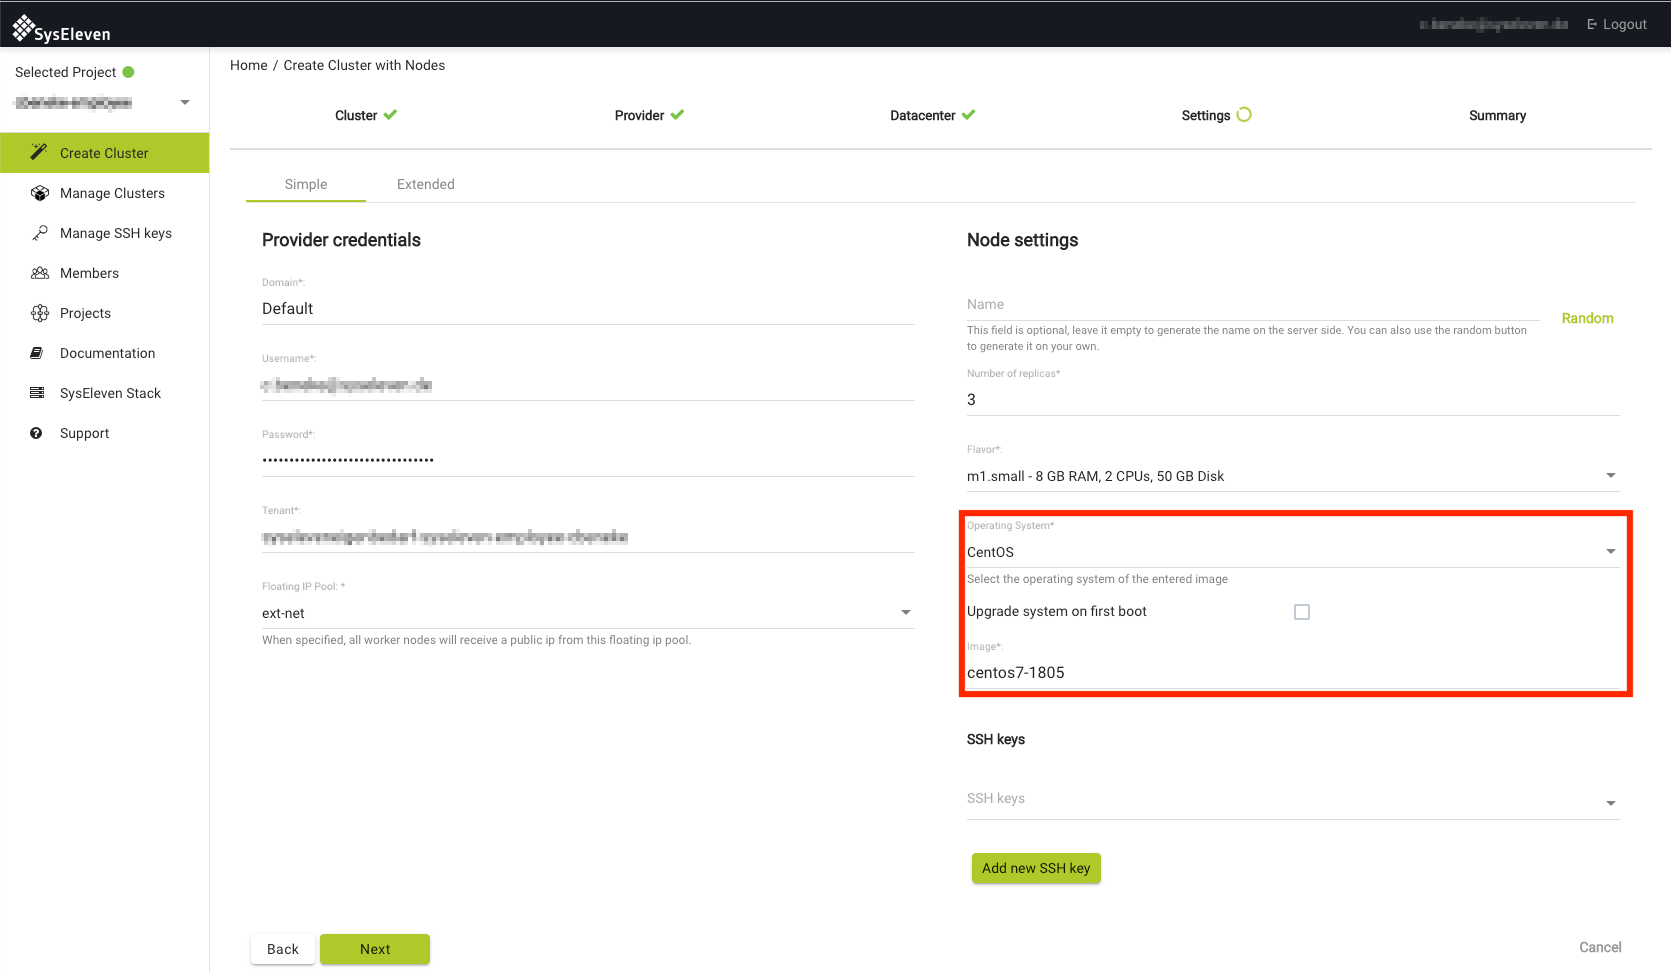 SysEleven
Logout
Selected Project
Home / Create Cluster with Nodes
Cluster
Provider
Datacenter
Settings
Summary
Create Cluster
Manage Clusters
Manage SSH keys
Members
Projects
Documentation
SysEleven Stack
Support
Simple
Extended
Provider credentials
Domain*:
Default
Username*:
Password*:
••••••••••••••••••••••••••••••••
Tenant*:
Floating IP Pool: *
ext-net
When specified, all worker nodes will receive a public ip from this floating ip pool.
Node settings
Name
Random
This field is optional, leave it empty to generate the name on the server side. You can also use the random button
to generate it on your own.
Number of replicas*
3
Flavor*:
m1.small - 8 GB RAM, 2 CPUs, 50 GB Disk
Operating System*
CentOS
Select the operating system of the entered image
Upgrade system on first boot
Image*:
centos7-1805
SSH keys
SSH keys
Add new SSH key
Back
Next
Cancel